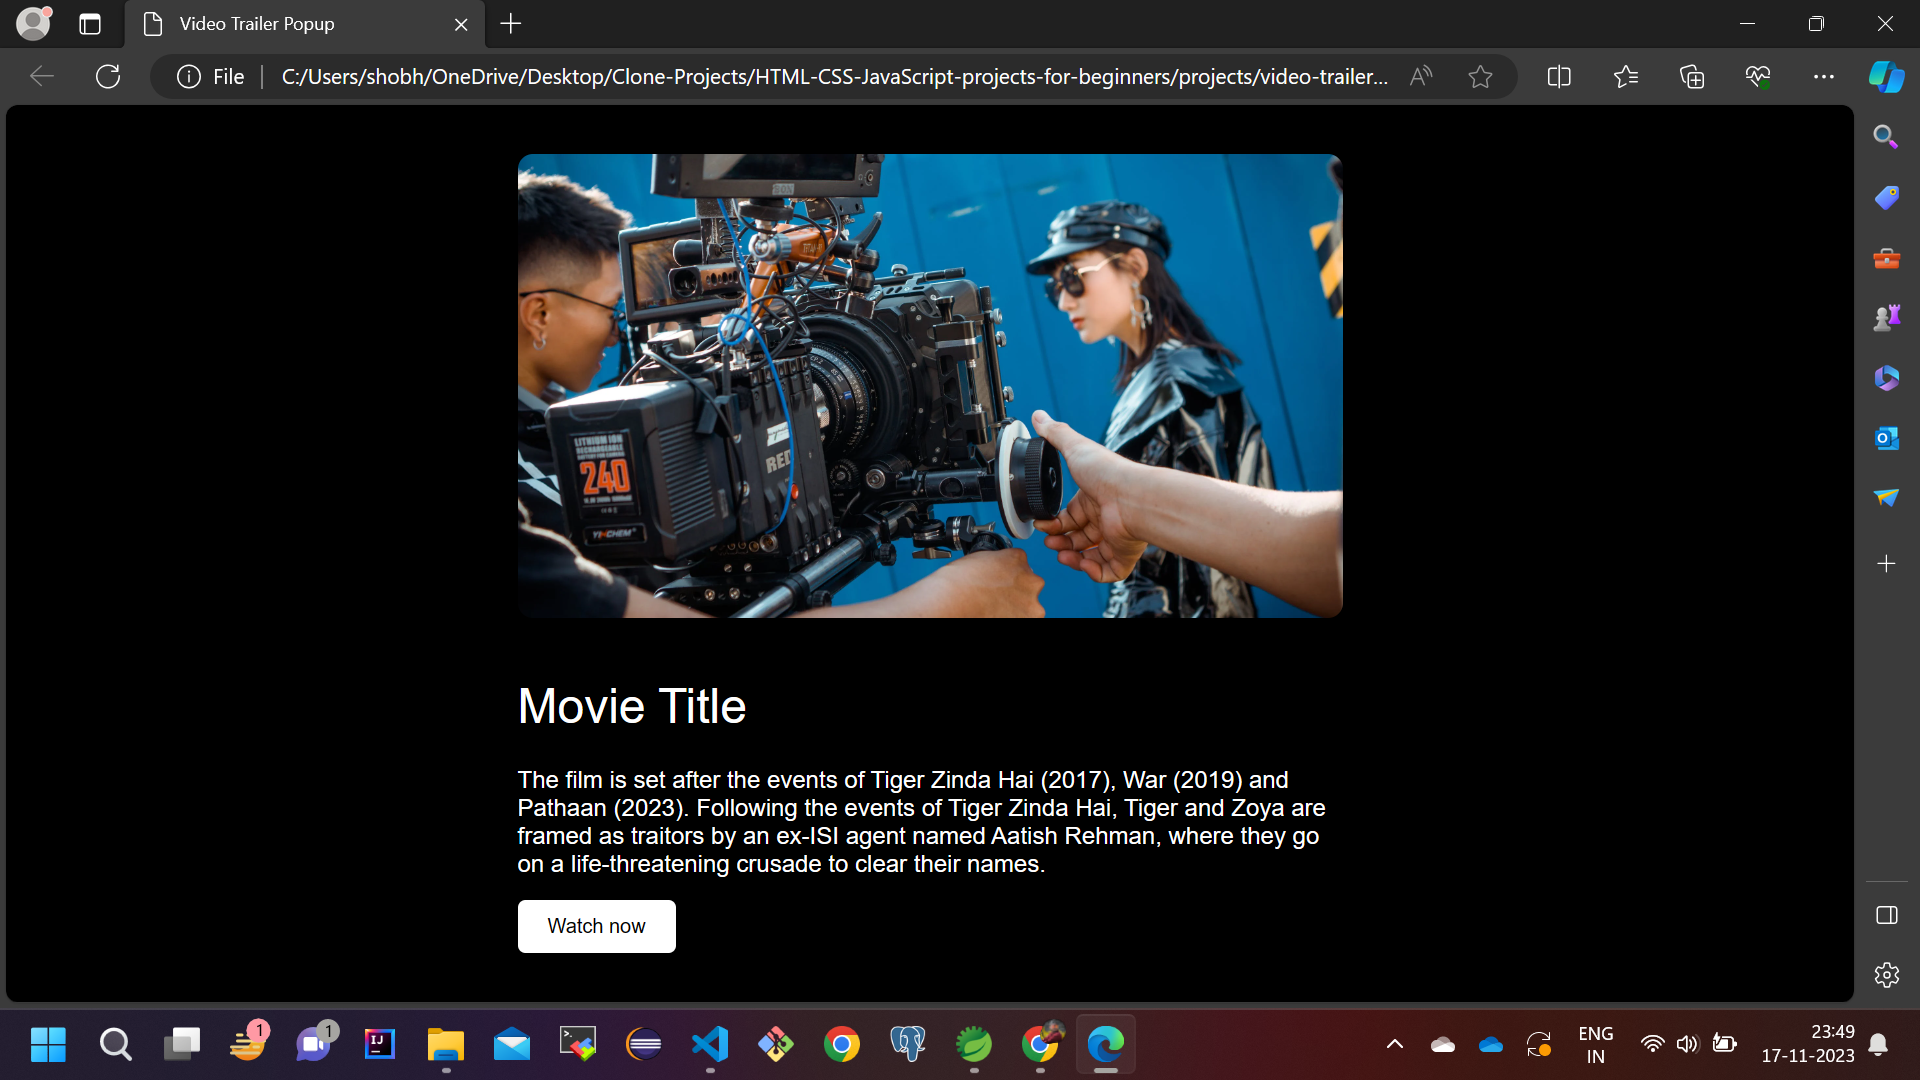 Video Trailer Popup
File
C:/Users/shobh/OneDrive/Desktop/Clone-Projects/HTML-CSS-JavaScript-projects-for-beginners/projects/video-trailer...
LITHIUM ION
RECHARGEABLE
240
RED
Movie Title
The film is set after the events of Tiger Zinda Hai (2017), War (2019) and
Pathaan (2023). Following the events of Tiger Zinda Hai, Tiger and Zoya are
framed as traitors by an ex-ISI agent named Aatish Rehman, where they go
on a life-threatening crusade to clear their names.
Watch now
1
1
IJ
ENG
IN
23:49
17-11-2023